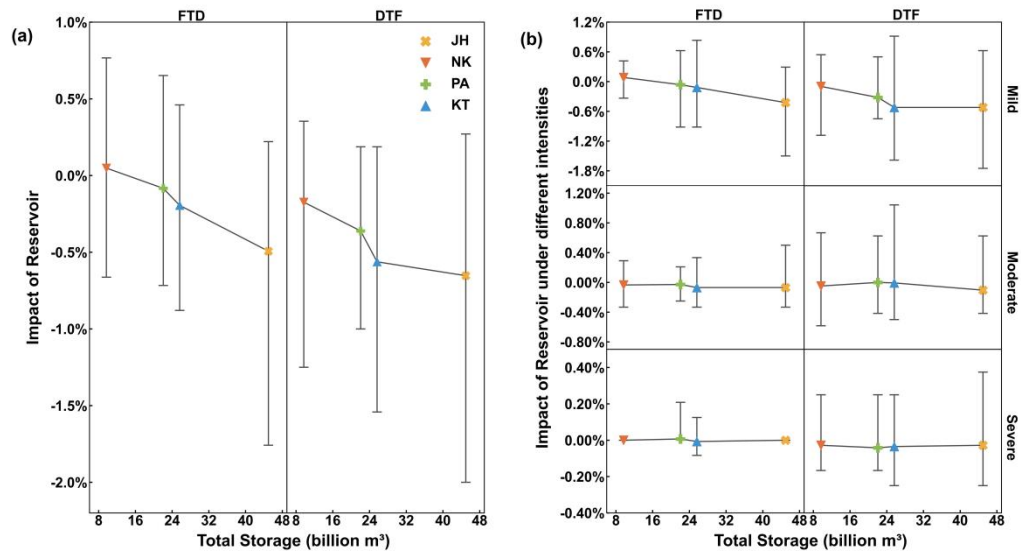 (a)
FTD
DTF
JH
NK
PA
KT
1.0%
0.5%
0.0%
-0.5%
-1.0%
-1.5%
-2.0%
Impact of Reservoir
8 16 24 32 40 48 8 16 24 32 40 48
Total Storage (billion m³)
(b)
FTD
DTF
1.2%
0.6%
0.0%
-0.6%
-1.2%
-1.8%
Mild
1.20%
0.80%
0.40%
0.00%
-0.40%
-0.80%
Moderate
0.40%
0.20%
0.00%
-0.20%
-0.40%
Severe
Impact of Reservoir under different intensities
8 16 24 32 40 48 8 16 24 32 40 48
Total Storage (billion m³)